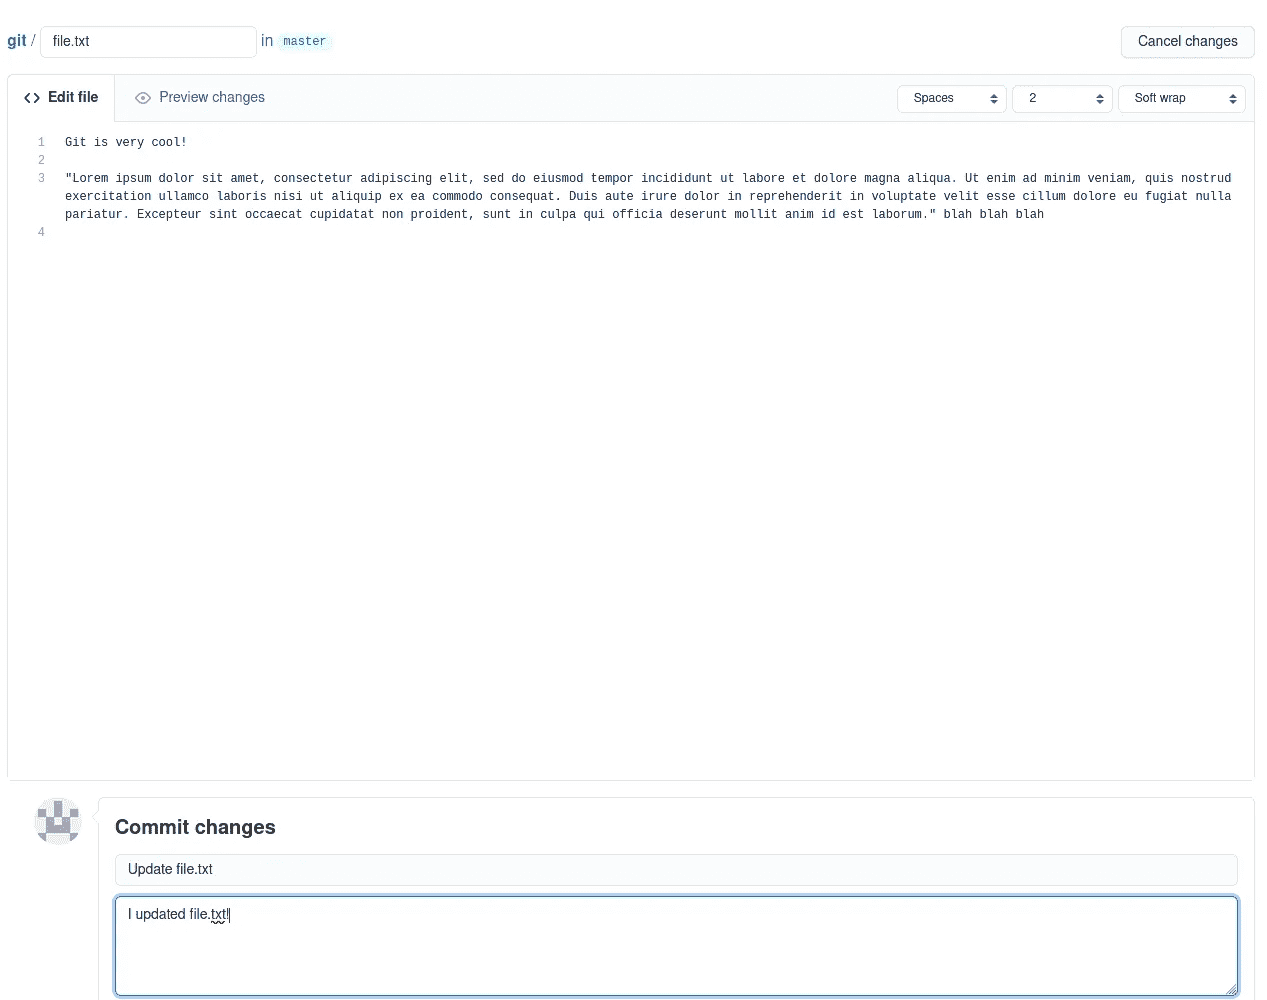 git / file.txt in master Cancel changes
Edit file Preview changes Spaces 2 Soft wrap
1 Git is very cool!
2
3 "Lorem ipsum dolor sit amet, consectetur adipiscing elit, sed do eiusmod tempor incididunt ut labore et dolore magna aliqua. Ut enim ad minim veniam, quis nostrud
exercitation ullamco laboris nisi ut aliquip ex ea commodo consequat. Duis aute irure dolor in reprehenderit in voluptate velit esse cillum dolore eu fugiat nulla
pariatur. Excepteur sint occaecat cupidatat non proident, sunt in culpa qui officia deserunt mollit anim id est laborum." blah blah blah
4
Commit changes
Update file.txt
I updated file.txt!